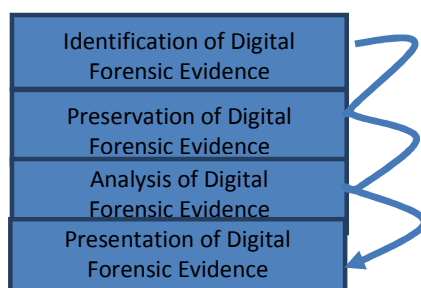 Identification of Digital
Forensic Evidence
Preservation of Digital
Forensic Evidence
Analysis of Digital
Forensic Evidence
Presentation of Digital
Forensic Evidence